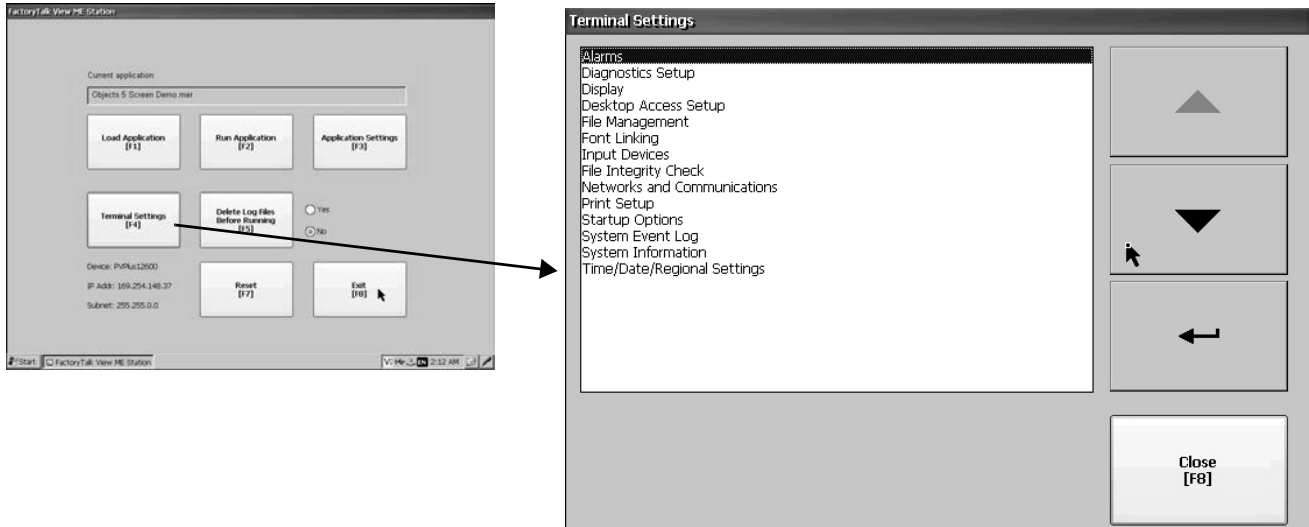 FactoryTalk View ME Station
Current application:
Objects 5 Screen Demo.mer
Load Application
[F1]
Run Application
[F2]
Application Settings
[F3]
Terminal Settings
[F4]
Delete Log Files
Before Running
[F5]
Yes
No
Device: PVPlus12600
IP Addr: 169.254.148.37
Subnet: 255.255.0.0
Reset
[F7]
Exit
[F8]
Start
FactoryTalk View ME Station
EN
2:12 AM
Terminal Settings
Alarms
Diagnostics Setup
Display
Desktop Access Setup
File Management
Font Linking
Input Devices
File Integrity Check
Networks and Communications
Print Setup
Startup Options
System Event Log
System Information
Time/Date/Regional Settings
Close
[F8]